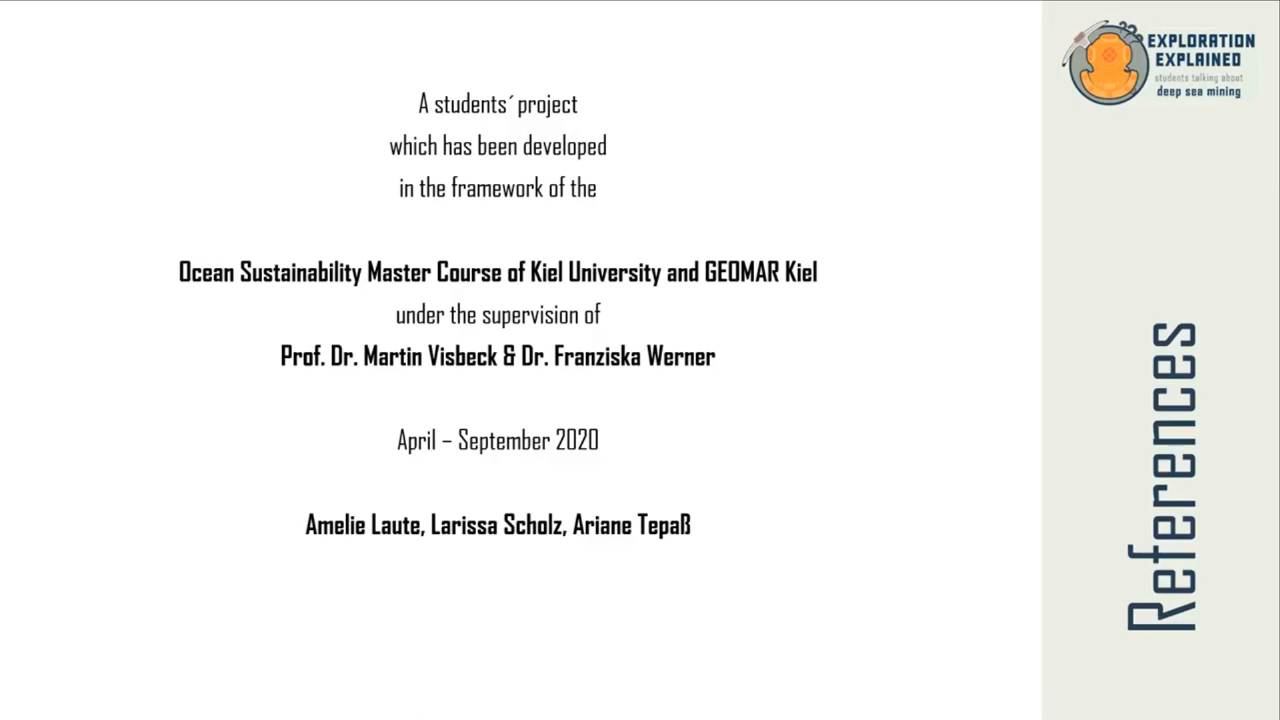 A students´ project
which has been developed
in the framework of the
Ocean Sustainability Master Course of Kiel University and GEOMAR Kiel
under the supervision of
Prof. Dr. Martin Visbeck & Dr. Franziska Werner
April – September 2020
Amelie Laute, Larissa Scholz, Ariane Tepaß
EXPLORATION
EXPLAINED
students talking about
deep sea mining
References